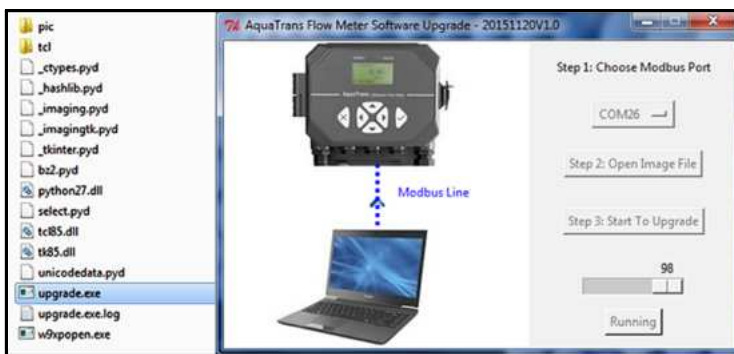 pic
tcl
_ctypes.pyd
_hashlib.pyd
_imaging.pyd
_imagingtk.pyd
_tkinter.pyd
bz2.pyd
python27.dll
select.pyd
tcl85.dll
tk85.dll
unicodedata.pyd
upgrade.exe
upgrade.exe.log
w9xpopen.exe
AquaTrans Flow Meter Software Upgrade - 20151120V1.0
AquaTrans
Modbus Line
Step 1: Choose Modbus Port
COM26
Step 2: Open Image File
Step 3: Start To Upgrade
98
Running